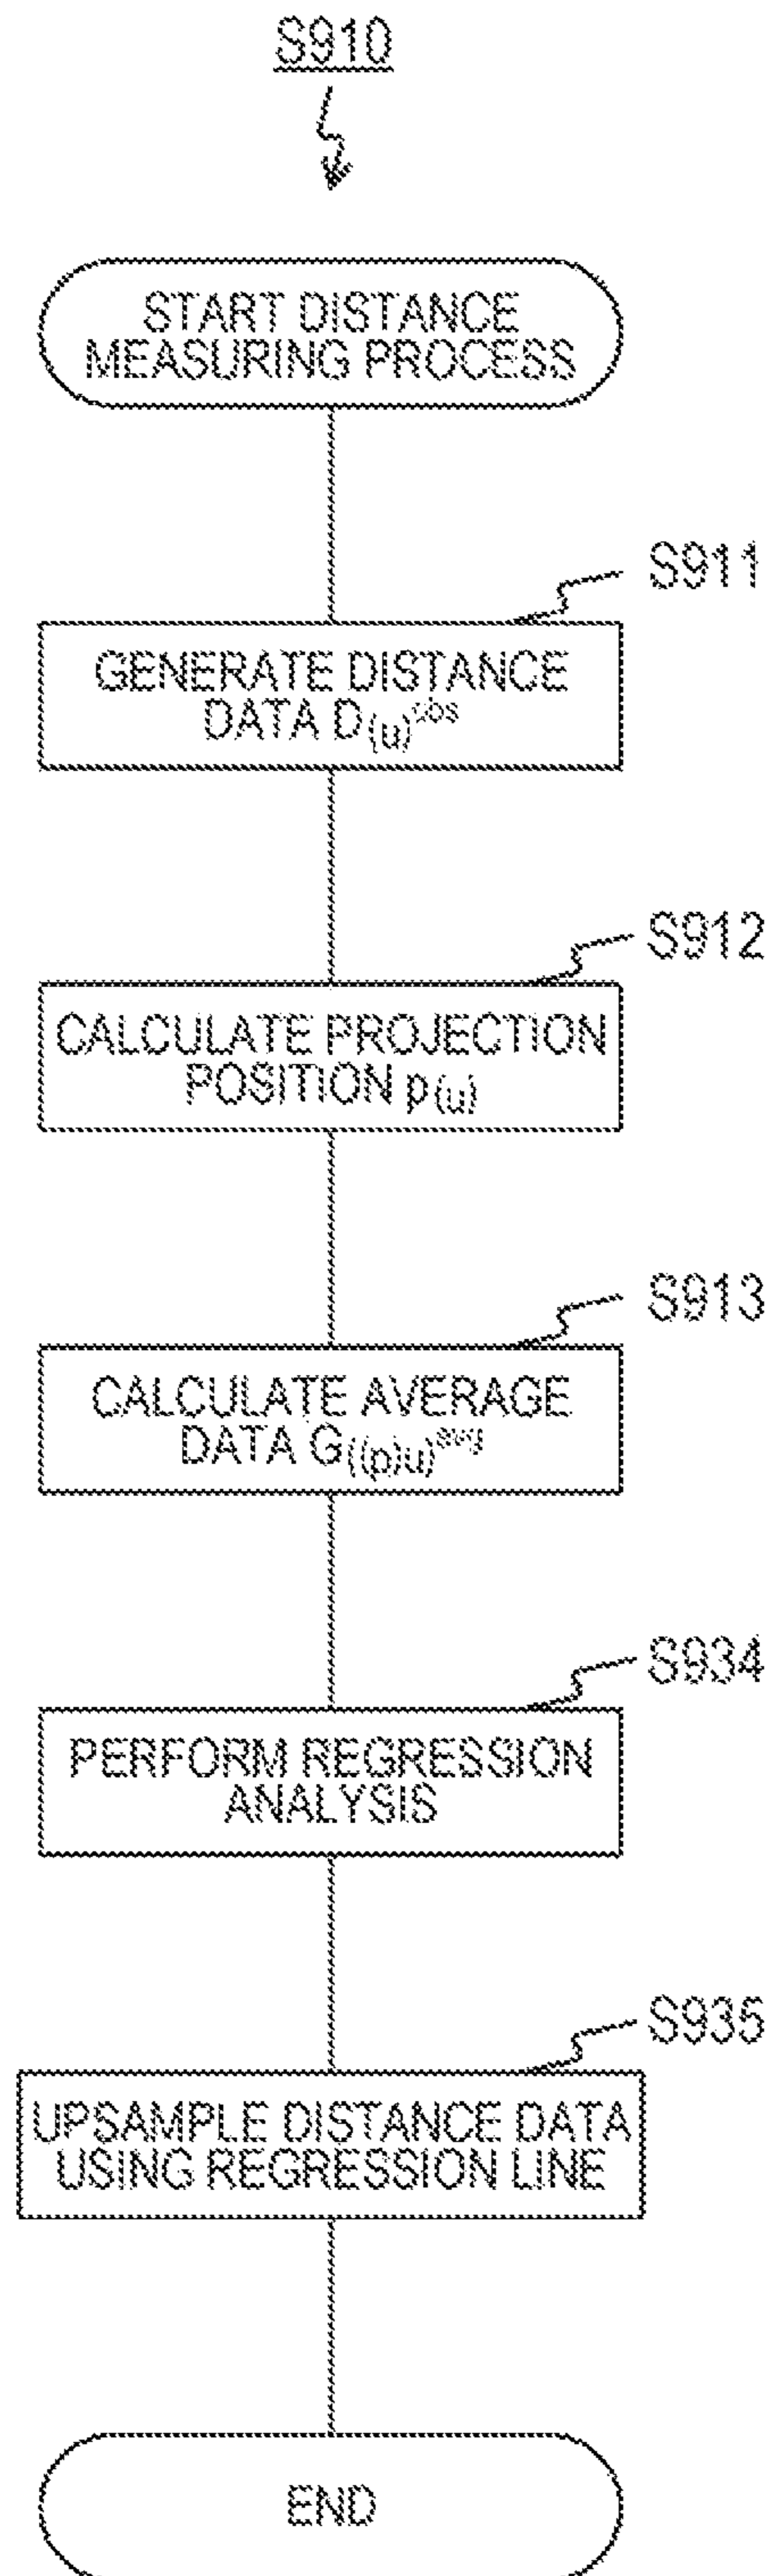 S910
START DISTANCE
MEASURING PROCESS
S911
GENERATE DISTANCE
DATA D(u)obs
S912
CALCULATE PROJECTION
POSITION p(u)
S913
CALCULATE AVERAGE
DATA G((p)u)avg
S934
PERFORM REGRESSION
ANALYSIS
S935
UPSAMPLE DISTANCE DATA
USING REGRESSION LINE
END